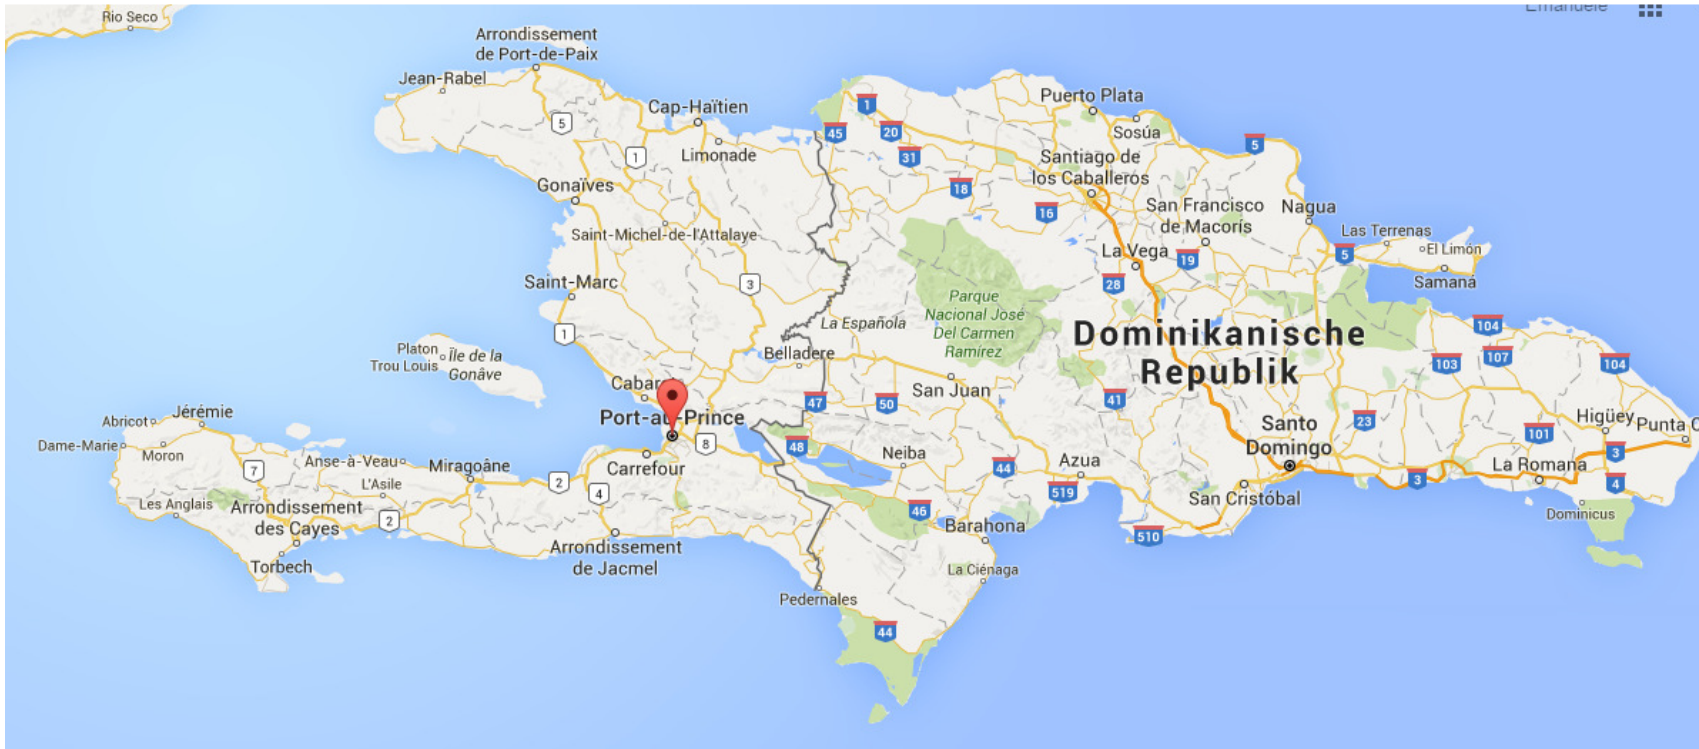 Emanuele
Rio Seco
Arrondissement
de Port-de-Paix
Jean-Rabel
Cap-Haïtien
Limonade
5
1
Gonaïves
Saint-Michel-de-l'Attalaye
Saint-Marc
3
1
Platon
Trou Louis
Île de la
Gonâve
Belladere
Cabar
Port-au-Prince
8
Carrefour
Jérémie
Abricot
Dame-Marie
Moron
7
Anse-à-Veau
Miragoâne
L'Asile
2
4
Les Anglais
Arrondissement
des Cayes
2
Torbech
Arrondissement
de Jacmel
Pedernales
1
45
20
31
18
16
Puerto Plata
Sosúa
5
Santiago de
los Caballeros
San Francisco
de Macorís
Nagua
Las Terrenas
El Limón
Samaná
5
La Vega
19
28
Parque
Nacional José
Del Carmen
Ramírez
La Española
Dominikanische
Republik
104
103
107
104
San Juan
47
50
41
48
Neiba
44
Azua
519
Santo
Domingo
23
101
Higüey
Punta C
3
La Romana
3
4
San Cristóbal
Dominicus
46
Barahona
510
La Ciénaga
44